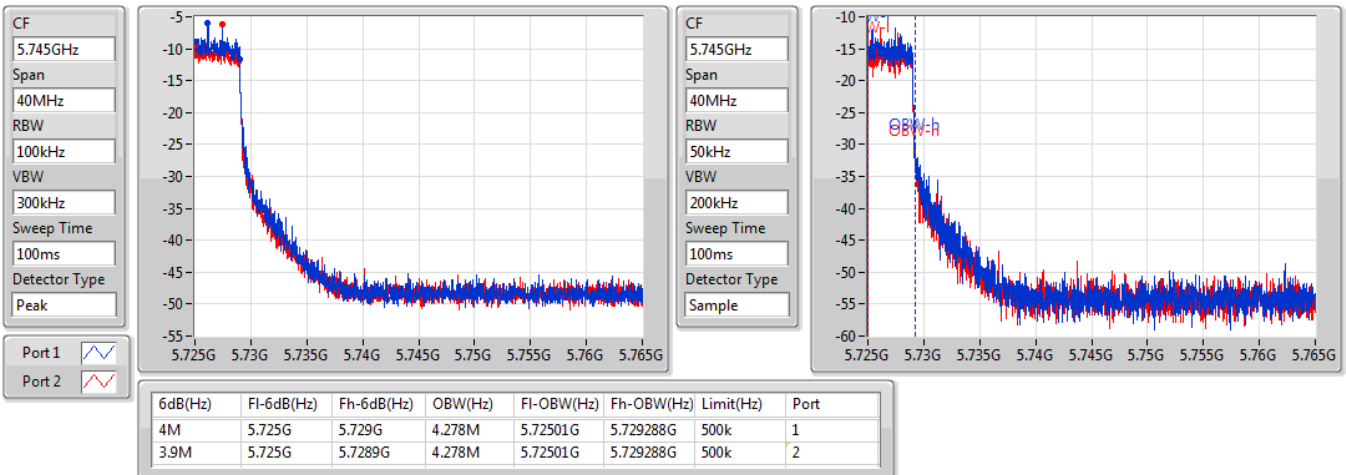 CF
5.745GHz
Span
40MHz
RBW
100kHz
VBW
300kHz
Sweep Time
100ms
Detector Type
Peak
Port 1
Port 2
-5
-10
-15
-20
-25
-30
-35
-40
-45
-50
-55
5.725G 5.73G 5.735G 5.74G 5.745G 5.75G 5.755G 5.76G 5.765G
CF
5.745GHz
Span
40MHz
RBW
50kHz
VBW
200kHz
Sweep Time
100ms
Detector Type
Sample
-10
-15
-20
-25
-30
-35
-40
-45
-50
-55
-60
OBW-h
OBW-h
5.725G 5.73G 5.735G 5.74G 5.745G 5.75G 5.755G 5.76G 5.765G
6dB(Hz) Fl-6dB(Hz) Fh-6dB(Hz) OBW(Hz) Fl-OBW(Hz) Fh-OBW(Hz) Limit(Hz) Port
4M 5.725G 5.729G 4.278M 5.72501G 5.729288G 500k 1
3.9M 5.725G 5.7289G 4.278M 5.72501G 5.729288G 500k 2